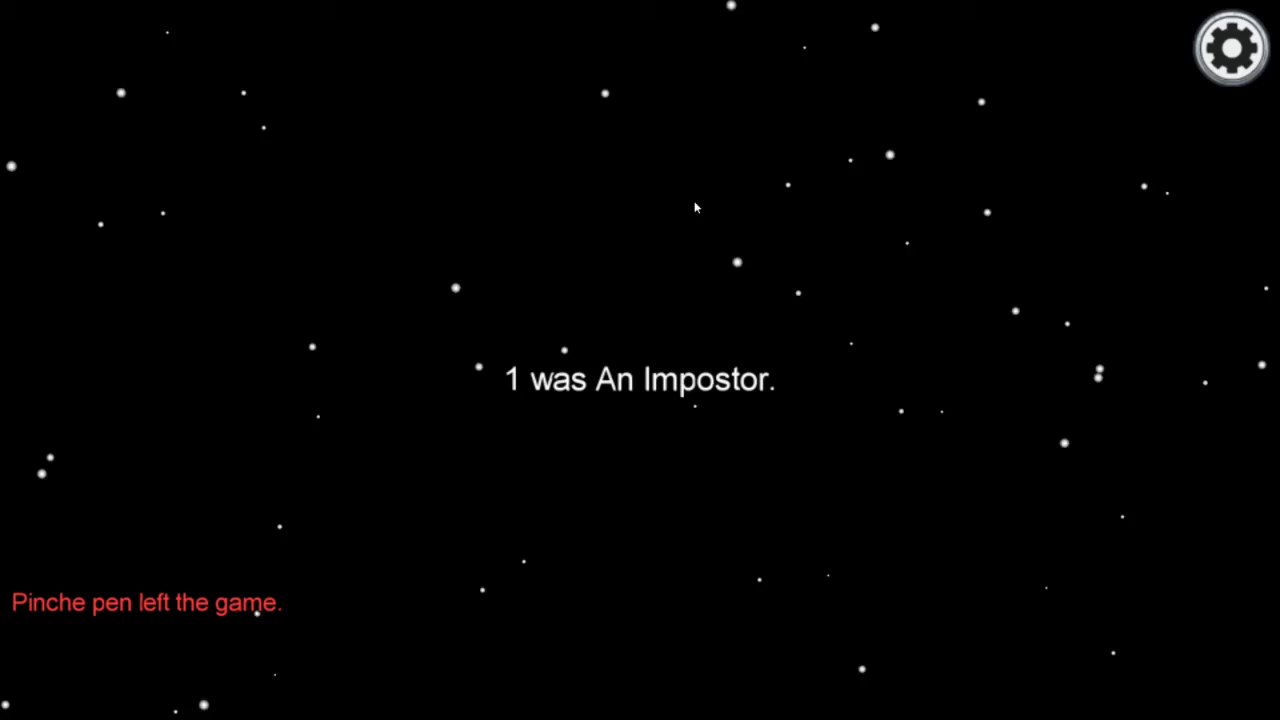 1 was An Impostor.
Pinche pen left the game.